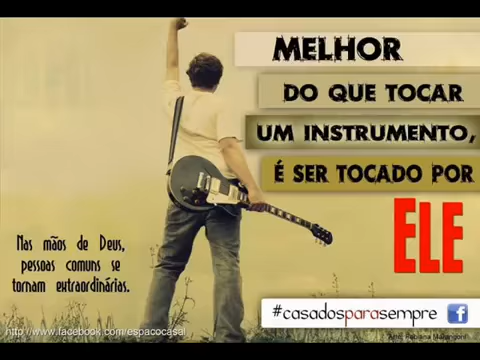 MELHOR
DO QUE TOCAR
UM INSTRUMENTO,
É SER TOCADO POR
ELE
Nas mãos de Deus,
pessoas comuns se
tornam extraordinárias.
#casadosparasempre
http://www.facebook.com/espacocasal